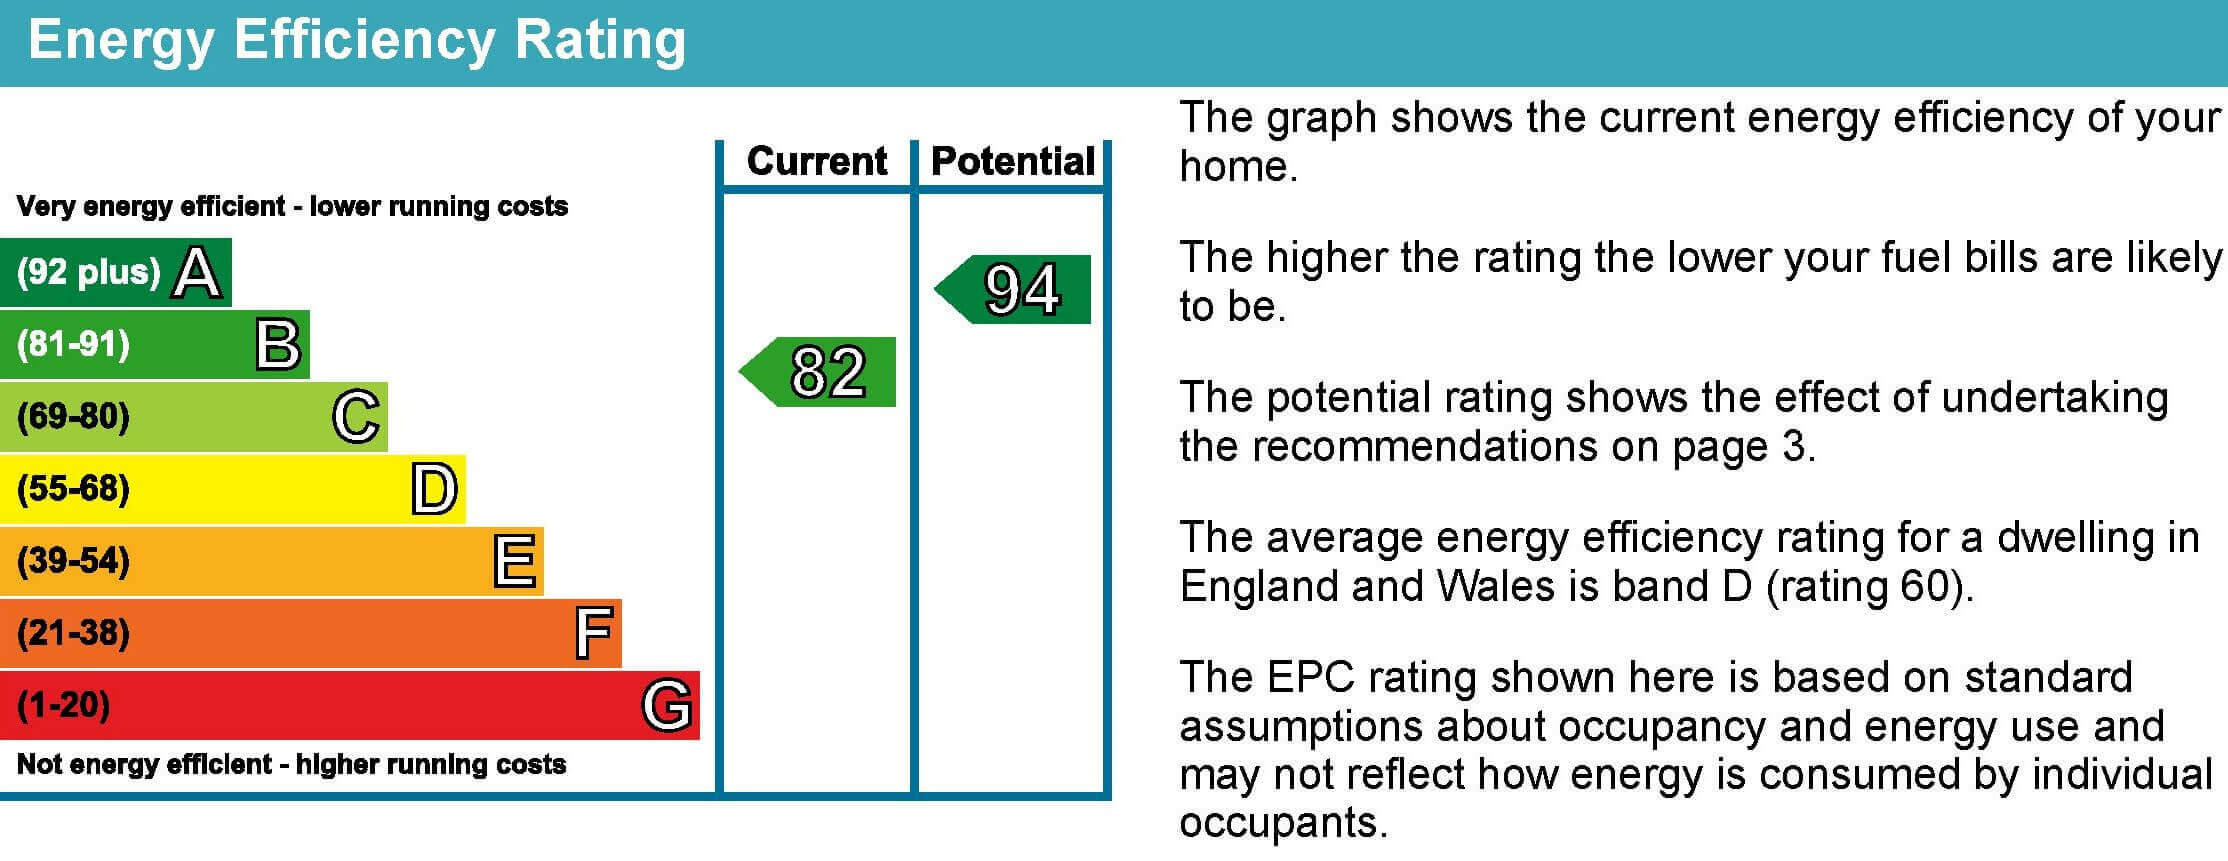 Energy Efficiency Rating
Current
Potential
Very energy efficient - lower running costs
(92 plus) A
(81-91) B
(69-80) C
(55-68) D
(39-54) E
(21-38) F
(1-20) G
Not energy efficient - higher running costs
82
94
The graph shows the current energy efficiency of your
home.
The higher the rating the lower your fuel bills are likely
to be.
The potential rating shows the effect of undertaking
the recommendations on page 3.
The average energy efficiency rating for a dwelling in
England and Wales is band D (rating 60).
The EPC rating shown here is based on standard
assumptions about occupancy and energy use and
may not reflect how energy is consumed by individual
occupants.